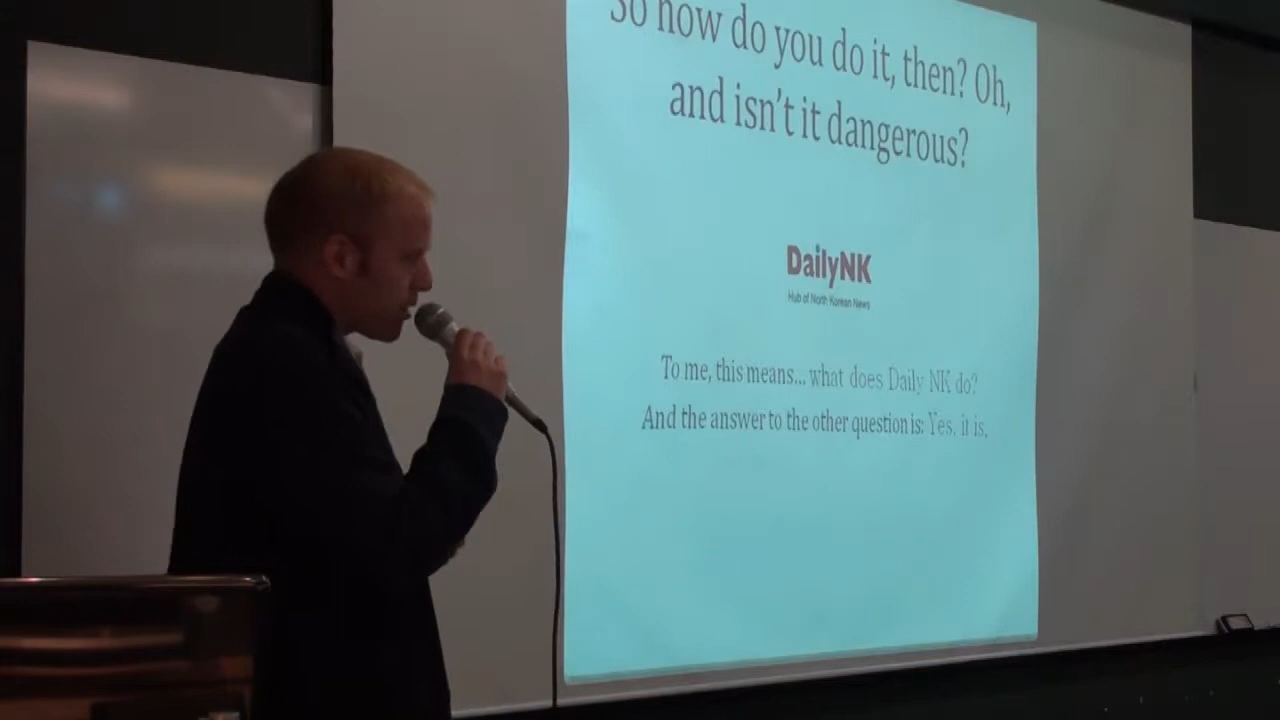 So how do you do it, then? Oh,
and isn't it dangerous?
DailyNK
Hub of North Korean News
To me, this means... what does Daily NK do?
And the answer to the other question is: Yes, it is,